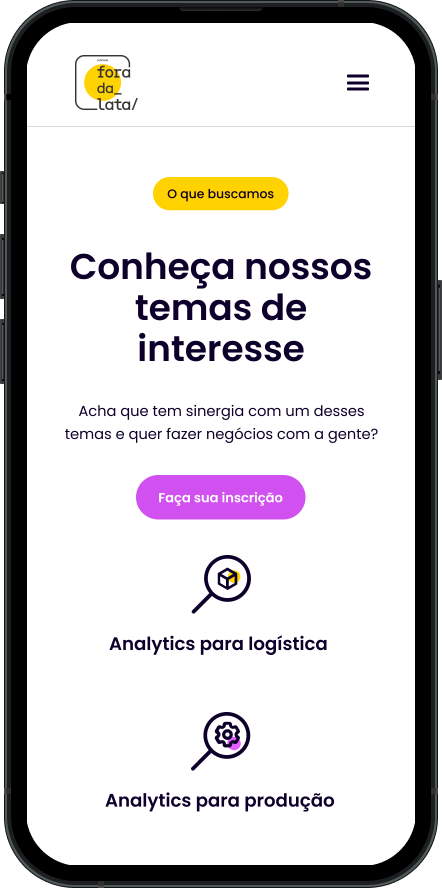 fora
da_
lata/
O que buscamos
Conheça nossos
temas de
interesse
Acha que tem sinergia com um desses
temas e quer fazer negócios com a gente?
Faça sua inscrição
Analytics para logística
Analytics para produção